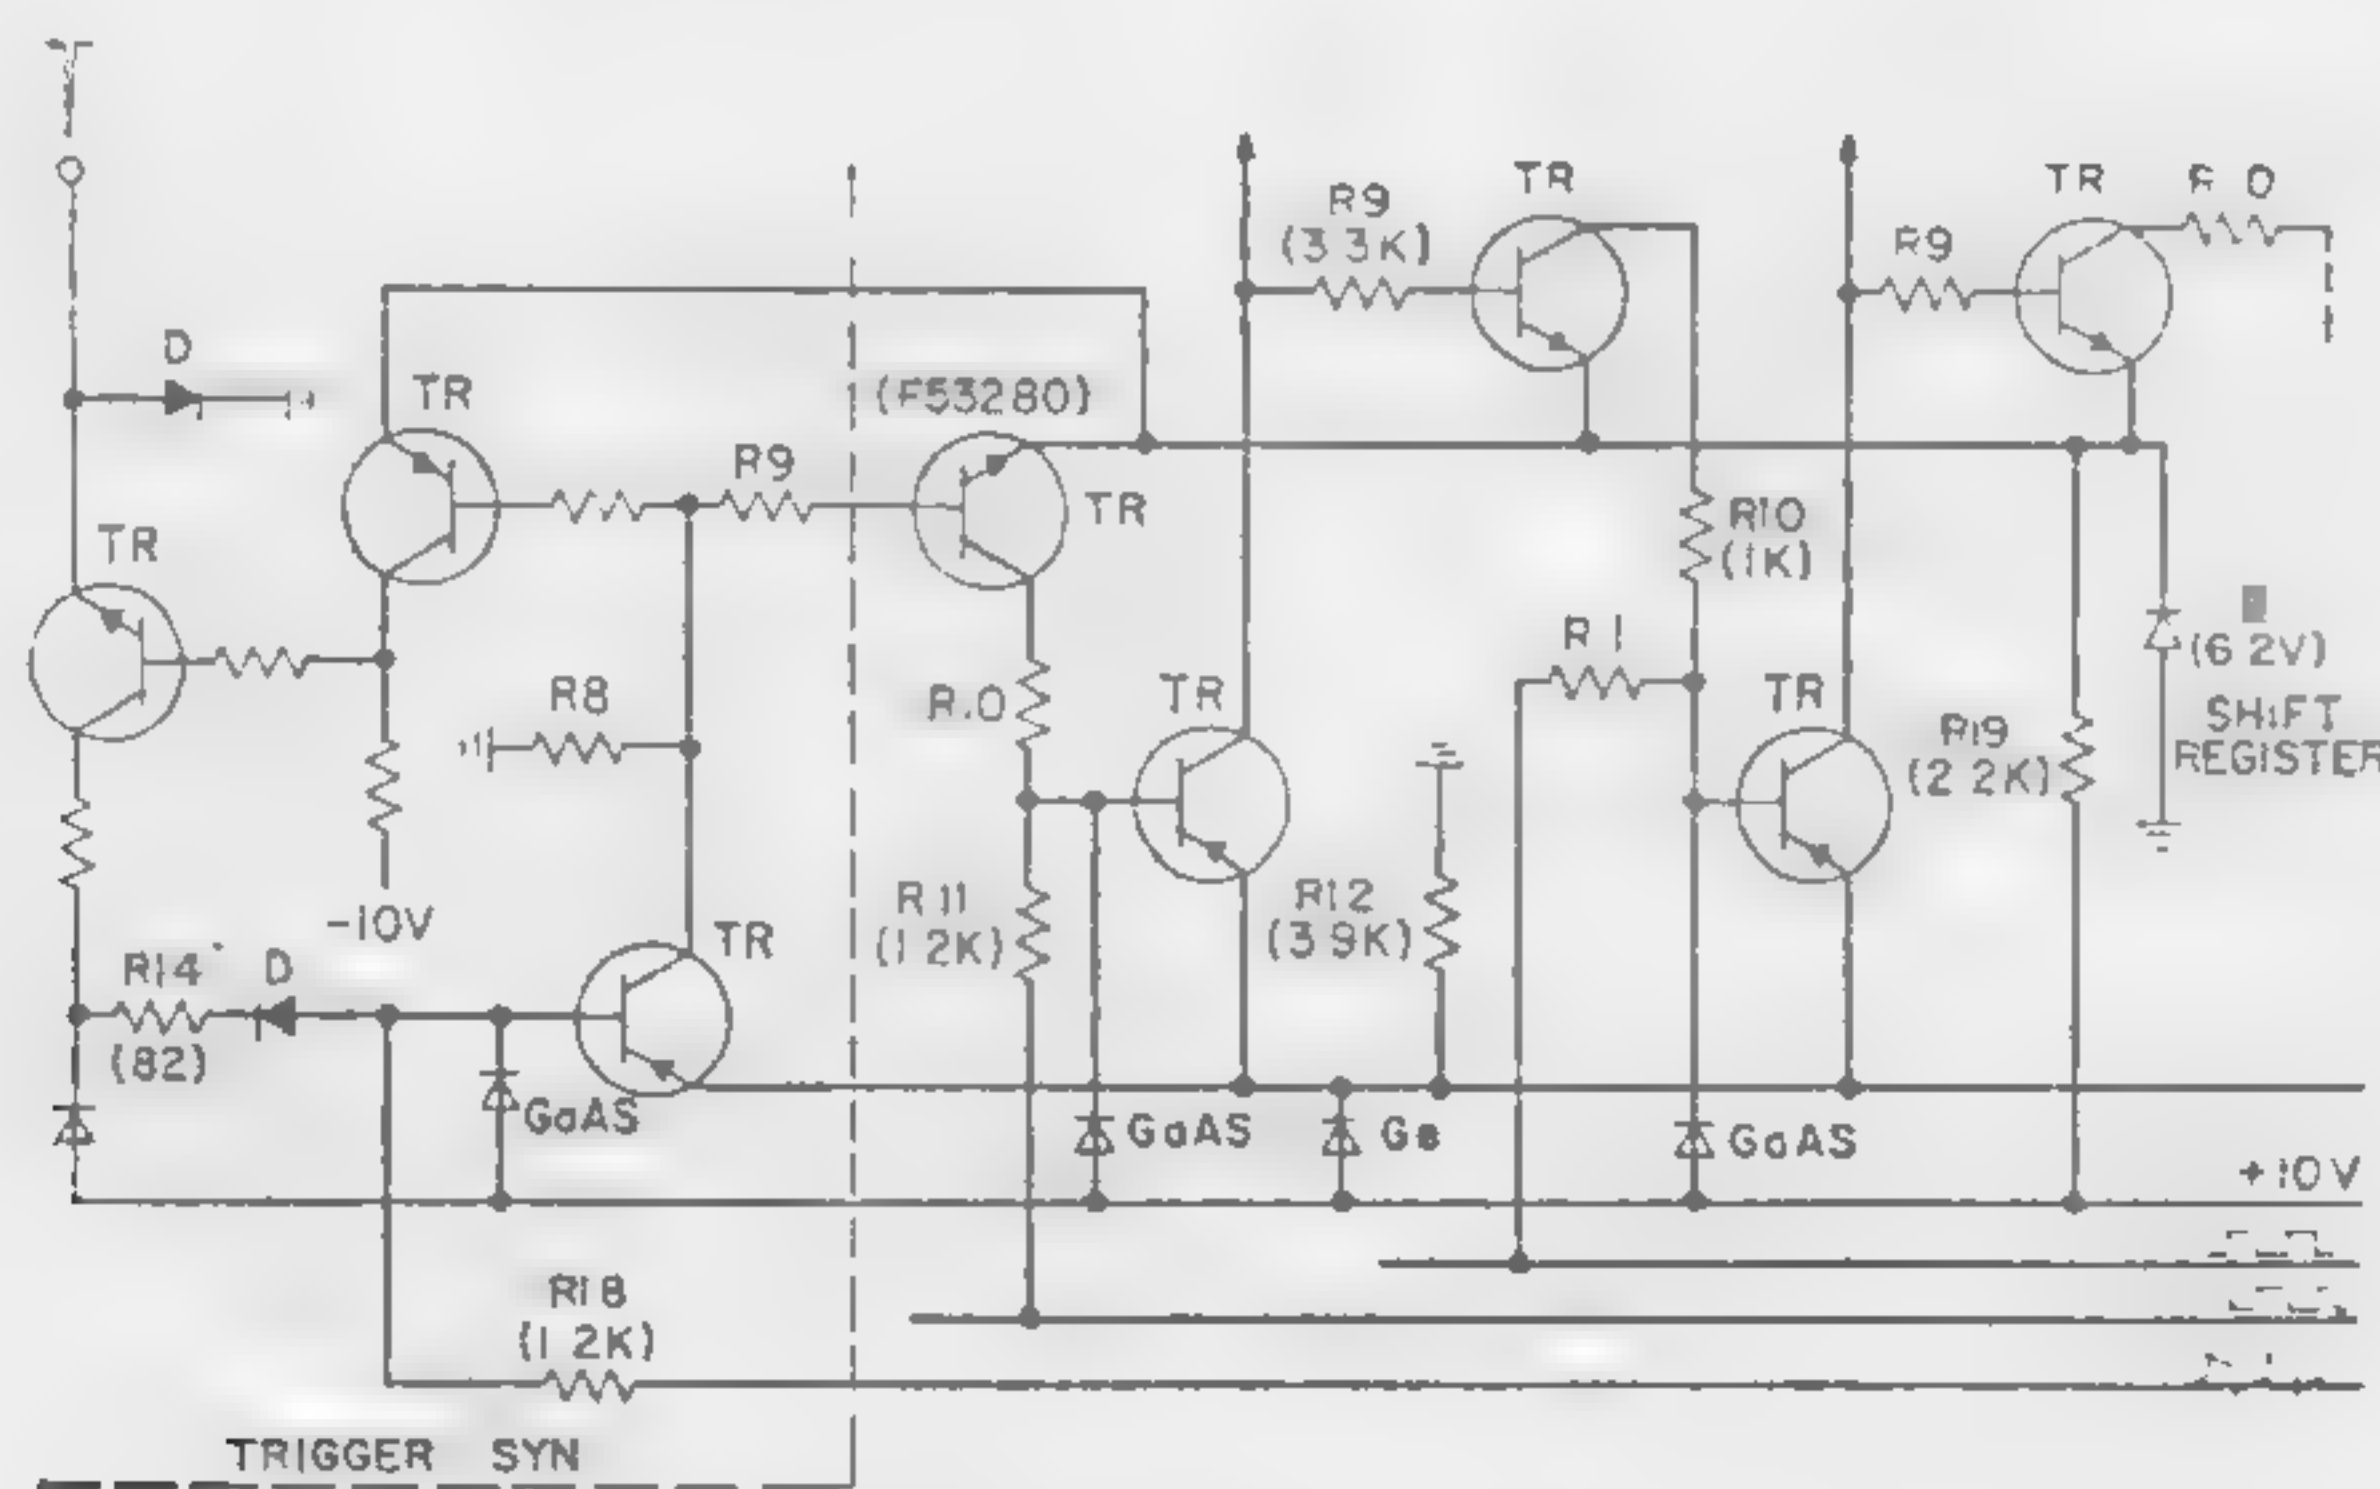 TR
TR
R 0
R9
(3 3K)
R9
D
TR
(F53280)
R9
TR
R10
(1K)
TR
R 1
(6 2V)
R8
R.0
TR
TR
R19
(2 2K)
SHIFT
REGISTER
-10V
R11
(1 2K)
R12
(3 9K)
R14
D
TR
(82)
GaAS
GaAS
Ge
GaAS
+10V
R18
(1 2K)
TRIGGER SYN